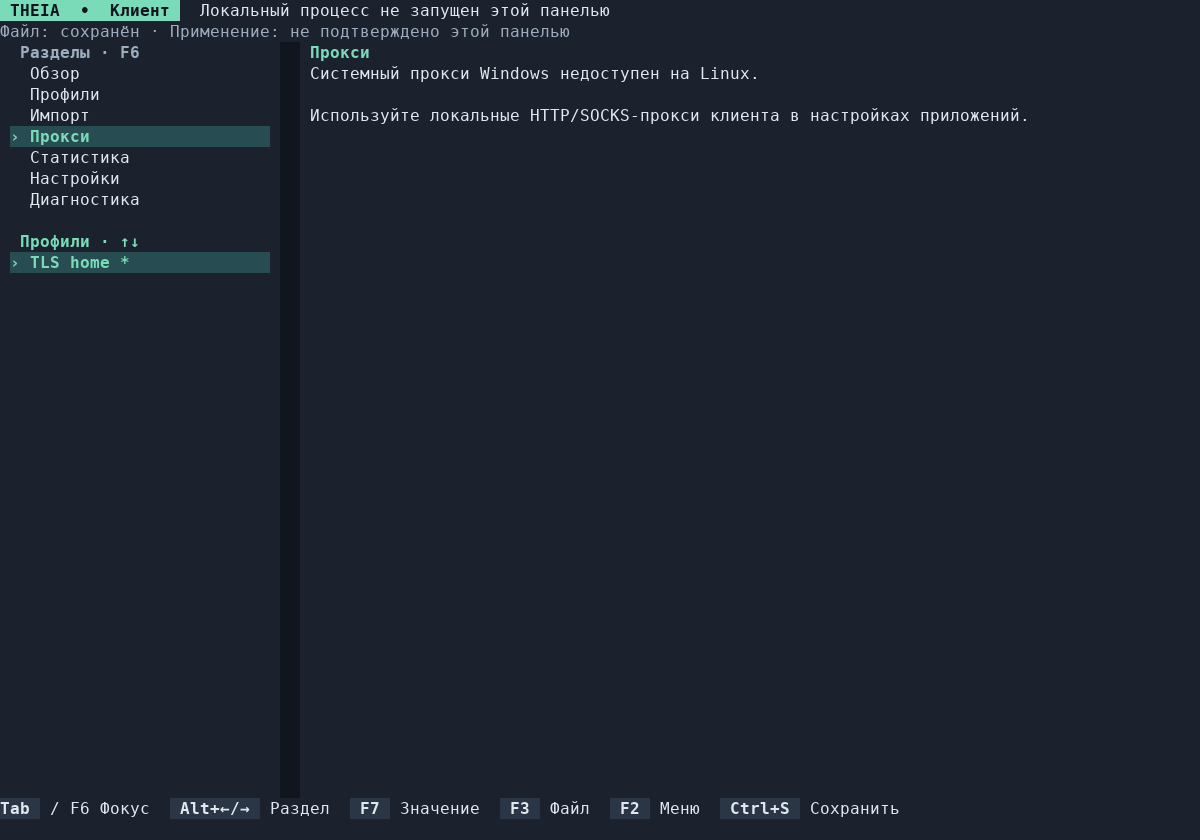 THEIA • Клиент Локальный процесс не запущен этой панелью
Файл: сохранён · Применение: не подтверждено этой панелью
Разделы · F6
Обзор
Профили
Импорт
› Прокси
Статистика
Настройки
Диагностика
Профили · ↑↓
› TLS home *
Прокси
Системный прокси Windows недоступен на Linux.
Используйте локальные HTTP/SOCKS-прокси клиента в настройках приложений.
Tab / F6 Фокус Alt+←/→ Раздел F7 Значение F3 Файл F2 Меню Ctrl+S Сохранить